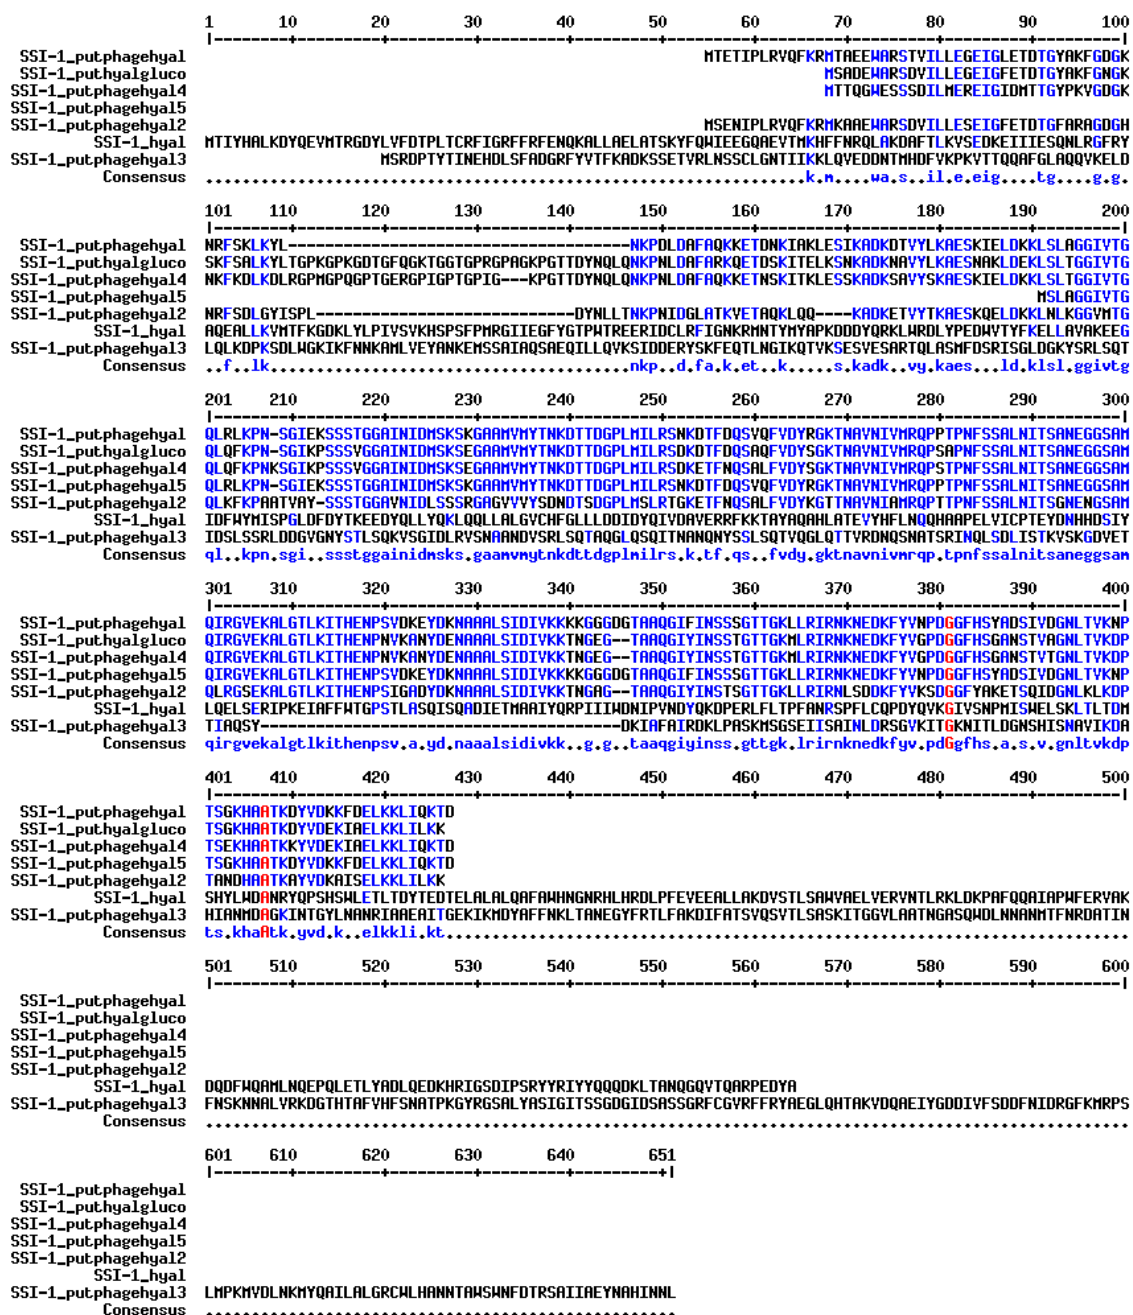 1 10 20 30 40 50 60 70 80 90 100
|--------+---------+---------+---------+---------+---------+---------+---------+---------+---------|
SSI-1_putphagehyal MTETIPLRVQFKRMTAEEWARSTVILLEGEIGLETDTGYAKFGDGK
SSI-1_puthyalgluco MSADEWARSDVILLEGEIGFETDTGYAKFGNGK
SSI-1_putphagehyal4 MTTQGWESSSDILMEREIGIDMTTGYPKVGDGK
SSI-1_putphagehyal5
SSI-1_putphagehyal2 MSENIPLRVQFKRMKAAEWARSDVILLESEIGFETDTGFARAGDGH
SSI-1_hyal MTIYHALKDYQEVMTRGDYLVFDTPLTCRFIGRFFRFENQKALLAELATSKYFQWIEEGQAEVTMKHFFNRQLAKDAFTLKVSEDKEIIIESQNLRGFRY
SSI-1_putphagehyal3 MSRDPTYTINEHDLSFADGRFYVTFKADKSSETVRLNSSCLGNTIIKKLQVEDDNTMHDFVKPKVTTQQAFGLAQQVKELD
Consensus .................................................................k.m....wa.s..il.e.eig....tg....g.g.
101 110 120 130 140 150 160 170 180 190 200
|--------+---------+---------+---------+---------+---------+---------+---------+---------+---------|
SSI-1_putphagehyal NRFSKLKYL-------------------------------------NKPDLDAFAQKKETDNKIAKLESIKADKDTVYLKAESKIELDKKLSLAGGIVTG
SSI-1_puthyalgluco SKFSALKYLTGPKGPKGDTGFQGKTGGTGPRGPAGKPGTTDYNQLQNKPNLDAFARKQETDSKITELKSNKADKNAVYLKAESNAKLDEKLSLTGGIVTG
SSI-1_putphagehyal4 NKFKDLKDLRGPMGPQGPTGERGPIGPTGPIG---KPGTTDYNQLQNKPNLDAFAQKKETNSKITKLESSKADKSAVYSKAESKIELDKKLSLTGGIVTG
SSI-1_putphagehyal5 MSLAGGIVTG
SSI-1_putphagehyal2 NRFSDLGYISPL-------------------------DYNLLTNKPNIDGLATKVETAQKLQQ----KADKETVYTKAESKQELDKKLNLKGGVMTG
SSI-1_hyal AQEALLKVMTFKGDKLYLPIVSVKHSPSFPMRGIIEGFYGTPWTREERIDCLRFIGNKRMNTYMYAPKDDDYQRKLWRDLYPEDWVTYFKELLAVAKEEG
SSI-1_putphagehyal3 LQLKDPKSDLWGKIKFNNKAMLVEYANKEMSSAIAQSAEQILLQVKSIDDERYSKFEQTLNGIKQTVKSESVESARTQLASMFDSRISGLDGKYSRLSQT
Consensus ..f..lk.......................................nkp..d.fa.k.et..k.....s.kadk..vy.kaes...ld.klsl.ggivtg
201 210 220 230 240 250 260 270 280 290 300
|--------+---------+---------+---------+---------+---------+---------+---------+---------+---------|
SSI-1_putphagehyal QLRLKPN-SGIEKSSSTGGAINIDMSKSKGAAMVMYTNKDTTDGPLMILRSNKDTFDQSVQFVDYRGKTNAVNIVMRQPPTPNFSSALNITSANEGGSAM
SSI-1_puthyalgluco QLQFKPN-SGIKPSSSVGGAINIDMSKSEGAAMVMYTNKDTTDGPLMILRSDKDTFDQSAQFVDYSGKTNAVNIVMRQPSAPNFSSALNITSANEGGSAM
SSI-1_putphagehyal4 QLQFKPNKSGIKPSSSTGGAINIDMSKSEGAAMVMYTNKDTTDGPLMILRSDKETFNQSALFVDYSGKTNAVNIVMRQPSTPNFSSALNITSANEGGSAM
SSI-1_putphagehyal5 QLRLKPN-SGIEKSSSTGGAINIDMSKSKGAAMVMYTNKDTTDGPLMILRSDKDTFDQSVQFVDYSGKTNAVNIVMRQPPTPNFSSALNITSANEGGSAM
SSI-1_putphagehyal2 QLKFKPAATVAY-SSSTGGAVNIDLSSSRGAGVVVYSDNDTSDGPLMSLRTGKETFNQSALFVDYKGTTNAVNIAMRQPTTPNFSSALNITSGNENGSAM
SSI-1_hyal IDFWYMISPGLDFDYTKEEDYQLLYQKLQQLLALGVCHFGLLLDDIDYQIVDAVERRFKKTAYAQAHLATEVYHFLNQQHAAPELVICPTEYDNHHDSIY
SSI-1_putphagehyal3 IDSLSSRLDDGVGNYSTLSQKVSGIDLRVSNAANDVSRLSQTAQGLQSQITNANQNYSSLSQTVQGLQTTVRDNQSNATSRINQLSDLISTKVSKGDVET
Consensus ql..kpn.sgi..ssstggainidmsks.gaamvmytnkdttdgplmilrs.k.tf.qs..fvdy.gktnavnivmrqp.tpnfssalnitsaneggsam
301 310 320 330 340 350 360 370 380 390 400
|--------+---------+---------+---------+---------+---------+---------+---------+---------+---------|
SSI-1_putphagehyal QIRGVEKALGTLKITHENPSVDKEYDKNAAALSIDIVKKKKGGGDGTAAQGIFINSSSGTTGKLLRIRNKNEDKFYVNPDGGFHSYADSIVDGNLTVKNP
SSI-1_puthyalgluco QIRGVEKALGTLKITHENPNVKANYDENAAALSIDIVKKTNGEG--TAAQGIYINSSTGTTGKMLRIRNKNEDKFYVGPDGGFHSGANSTVAGNLTVKDP
SSI-1_putphagehyal4 QIRGVEKALGTLKITHENPNVKANYDENAAALSIDIVKKTNGEG--TAAQGIYINSSTGTTGKMLRIRNKNEDKFYVGPDGGFHSGANSTVTGNLTVKDP
SSI-1_putphagehyal5 QIRGVEKALGTLKITHENPSVDKEYDKNAAALSIDIVKKKKGGGDGTAAQGIFINSSSGTTGKLLRIRNKNEDKFYVNPDGGFHSYADSIVDGNLTVKNP
SSI-1_putphagehyal2 QLRGSEKALGTLKITHENPSIGADYDKNAAALSIDIVKKTNGAG--TAAQGIYINSTSGTTGKLLRIRNLSDDKFYVKSDGGFYAKETSQIDGNLKLKDP
SSI-1_hyal LQELSERIPKEIAFFWTGPSTLASQISQADIETMAAIYQRPIIIWDNIPVNDYQKDPERLFLTPFANRSPFLCQPDYQVKGIVSNPMISWELSKLTLTDM
SSI-1_putphagehyal3 TIAQSY---------------------------------------DKIAFAIRDKLPASKMSGSEIISAINLDRSGVKITGKNITLDGNSHISNAVIKDA
Consensus qirgvekalgtlkithenpsv.a.yd.naaalsidivkk..g.g..taaqgiyinss.gttgk.lrirnknedkfyv.pdGgfhs.a.s.v.gnltvkdp
401 410 420 430 440 450 460 470 480 490 500
|--------+---------+---------+---------+---------+---------+---------+---------+---------+---------|
SSI-1_putphagehyal TSGKHAATKDYVDKKFDELKKLIQKTD
SSI-1_puthyalgluco TSGKHAATKDYVDEKIAELKKLILKK
SSI-1_putphagehyal4 TSEKHAATKKYVDEKIAELKKLIQKTD
SSI-1_putphagehyal5 TSGKHAATKDYVDKKFDELKKLIQKTD
SSI-1_putphagehyal2 TANDHAATKAYVDKAISELKKLILKK
SSI-1_hyal SHYLWDANRYQPSHSWLETLTDYTEDTELALALQAFAWHNGNRHLHRDLPFEVEEALLAKDVSTLSAWVAELVERVNTLRKLDKPAFQQAIAPWFERVAK
SSI-1_putphagehyal3 HIANMDAGKINTGYLNANRIAAEAITGEKIKMDYAFFNKLTANEGYFRTLFAKDIFATSVQSVTLSASKITGGVLAATNGASQWDLNNANMTFNRDATIN
Consensus ts.khaAtk.yvd.k..elkkli.kt..........................................................................
501 510 520 530 540 550 560 570 580 590 600
|--------+---------+---------+---------+---------+---------+---------+---------+---------+---------|
SSI-1_putphagehyal
SSI-1_puthyalgluco
SSI-1_putphagehyal4
SSI-1_putphagehyal5
SSI-1_putphagehyal2
SSI-1_hyal DQDFWQAMLNQEPQLETLYADLQEDKHRIGSDIPSRYYRIYYQQQDKLTANQGQVTQARPEDYA
SSI-1_putphagehyal3 FNSKNNALVRKDGTHTAFVHFSNATPKGYRGSALYASIGITSSGDGIDSASSGRFCGVRFFRYAEGLQHTAKVDQAEIYGDDIVFSDDFNIDRGFKMRPS
Consensus ....................................................................................................
601 610 620 630 640 651
|--------+---------+---------+---------+---------+|
SSI-1_putphagehyal
SSI-1_puthyalgluco
SSI-1_putphagehyal4
SSI-1_putphagehyal5
SSI-1_putphagehyal2
SSI-1_hyal
SSI-1_putphagehyal3 LMPKMVDLNKMYQAILALGRCWLHANNTAWSWNFDTRSAIIAEYNAHINNL
Consensus ...................................................